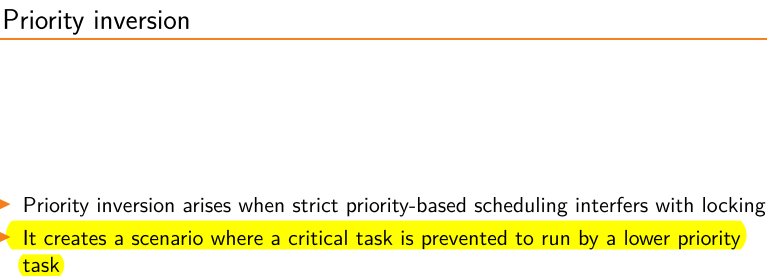 Priority inversion
Priority inversion arises when strict priority-based scheduling interfers with locking
It creates a scenario where a critical task is prevented to run by a lower priority
task